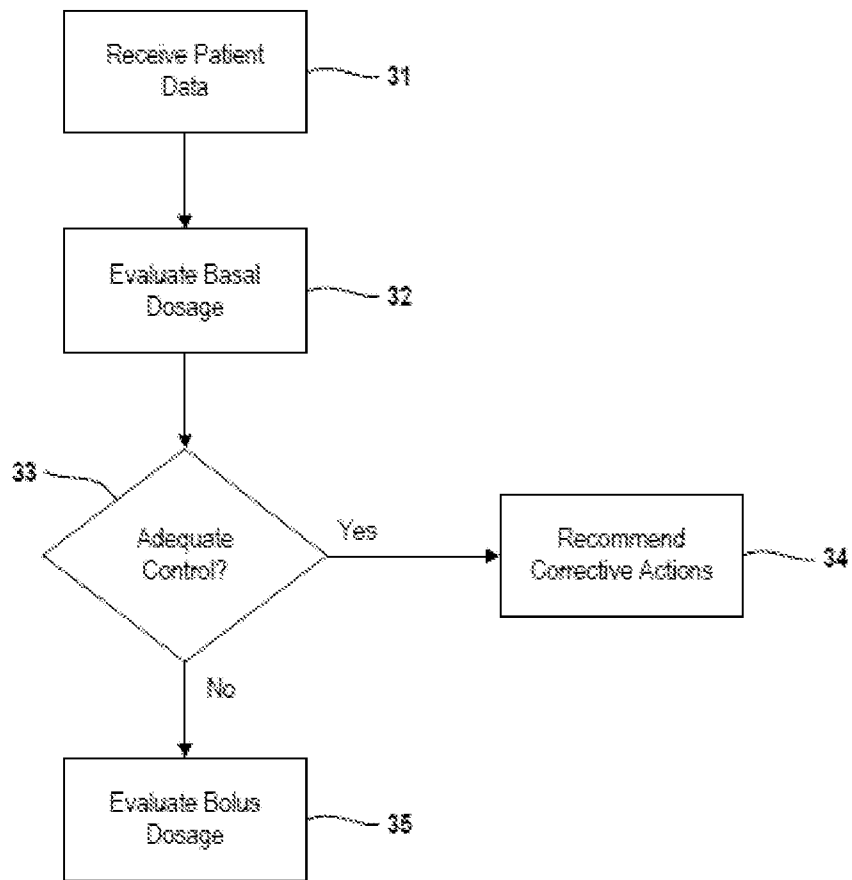 Receive Patient
Data
31
Evaluate Basal
Dosage
32
33
Adequate
Control?
Yes
Recommend
Corrective Actions
34
No
Evaluate Bolus
Dosage
35